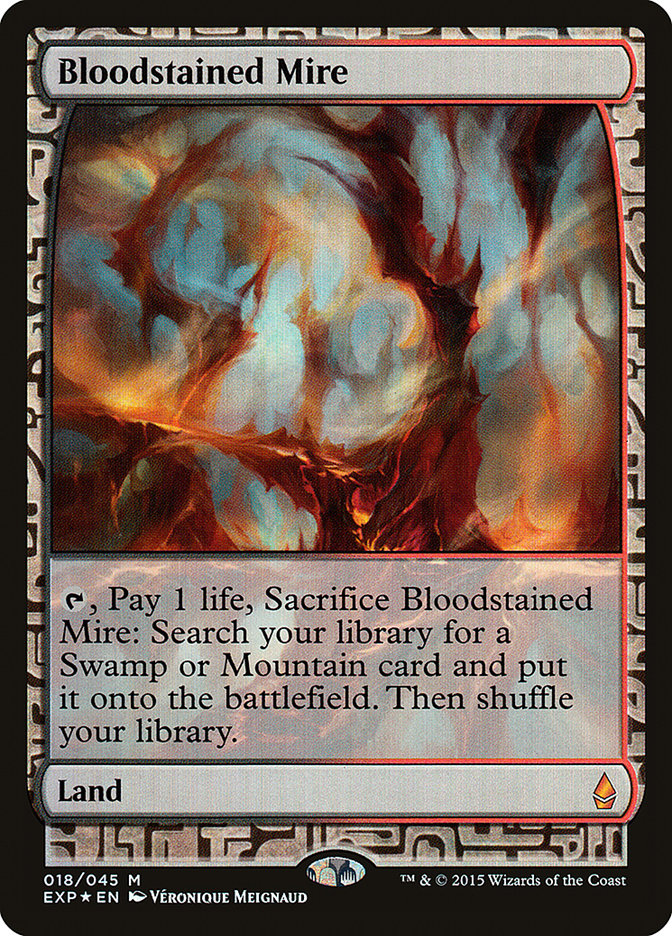 Bloodstained Mire
, Pay 1 life, Sacrifice Bloodstained
Mire: Search your library for a
Swamp or Mountain card and put
it onto the battlefield. Then shuffle
your library.
Land
018/045 M
EXP★EN VÉRONIQUE MEIGNAUD
™ & © 2015 Wizards of the Coast